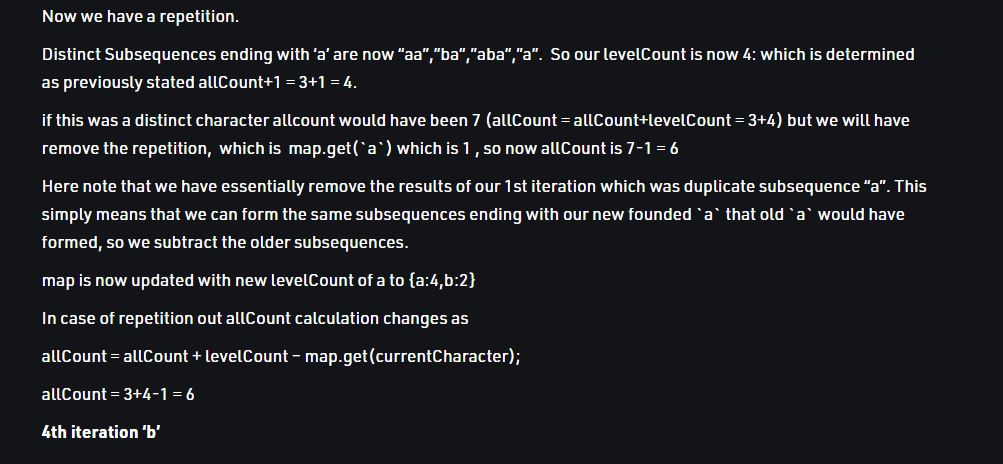 Now we have a repetition.
Distinct Subsequences ending with ‘a’ are now “aa”,”ba”,”aba”,”a”.  So our levelCount is now 4: which is determined
as previously stated allCount+1 = 3+1 = 4.
if this was a distinct character allcount would have been 7 (allCount = allCount+levelCount = 3+4) but we will have
remove the repetition,  which is  map.get(`a`) which is 1 , so now allCount is 7-1 = 6
Here note that we have essentially remove the results of our 1st iteration which was duplicate subsequence “a”. This
simply means that we can form the same subsequences ending with our new founded `a` that old `a` would have
formed, so we subtract the older subsequences.
map is now updated with new levelCount of a to {a:4,b:2}
In case of repetition out allCount calculation changes as
allCount = allCount + levelCount – map.get(currentCharacter);
allCount = 3+4-1 = 6
4th iteration ‘b’